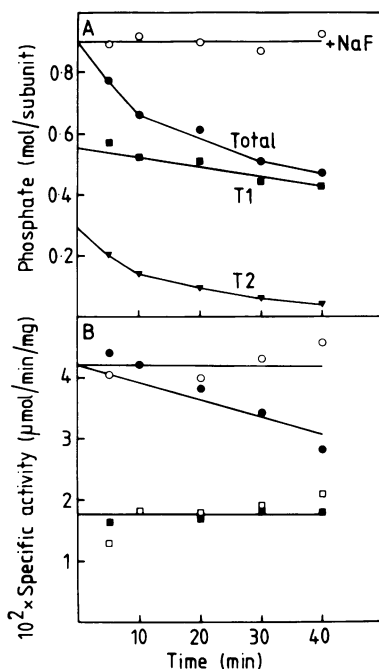 A
+NaF
0·8
0·6
0·4
0·2
Total
T1
T2
Phosphate (mol/subunit)
B
4
3
2
1
10² × Specific activity (μmol/min/mg)
10 20 30 40
Time (min)